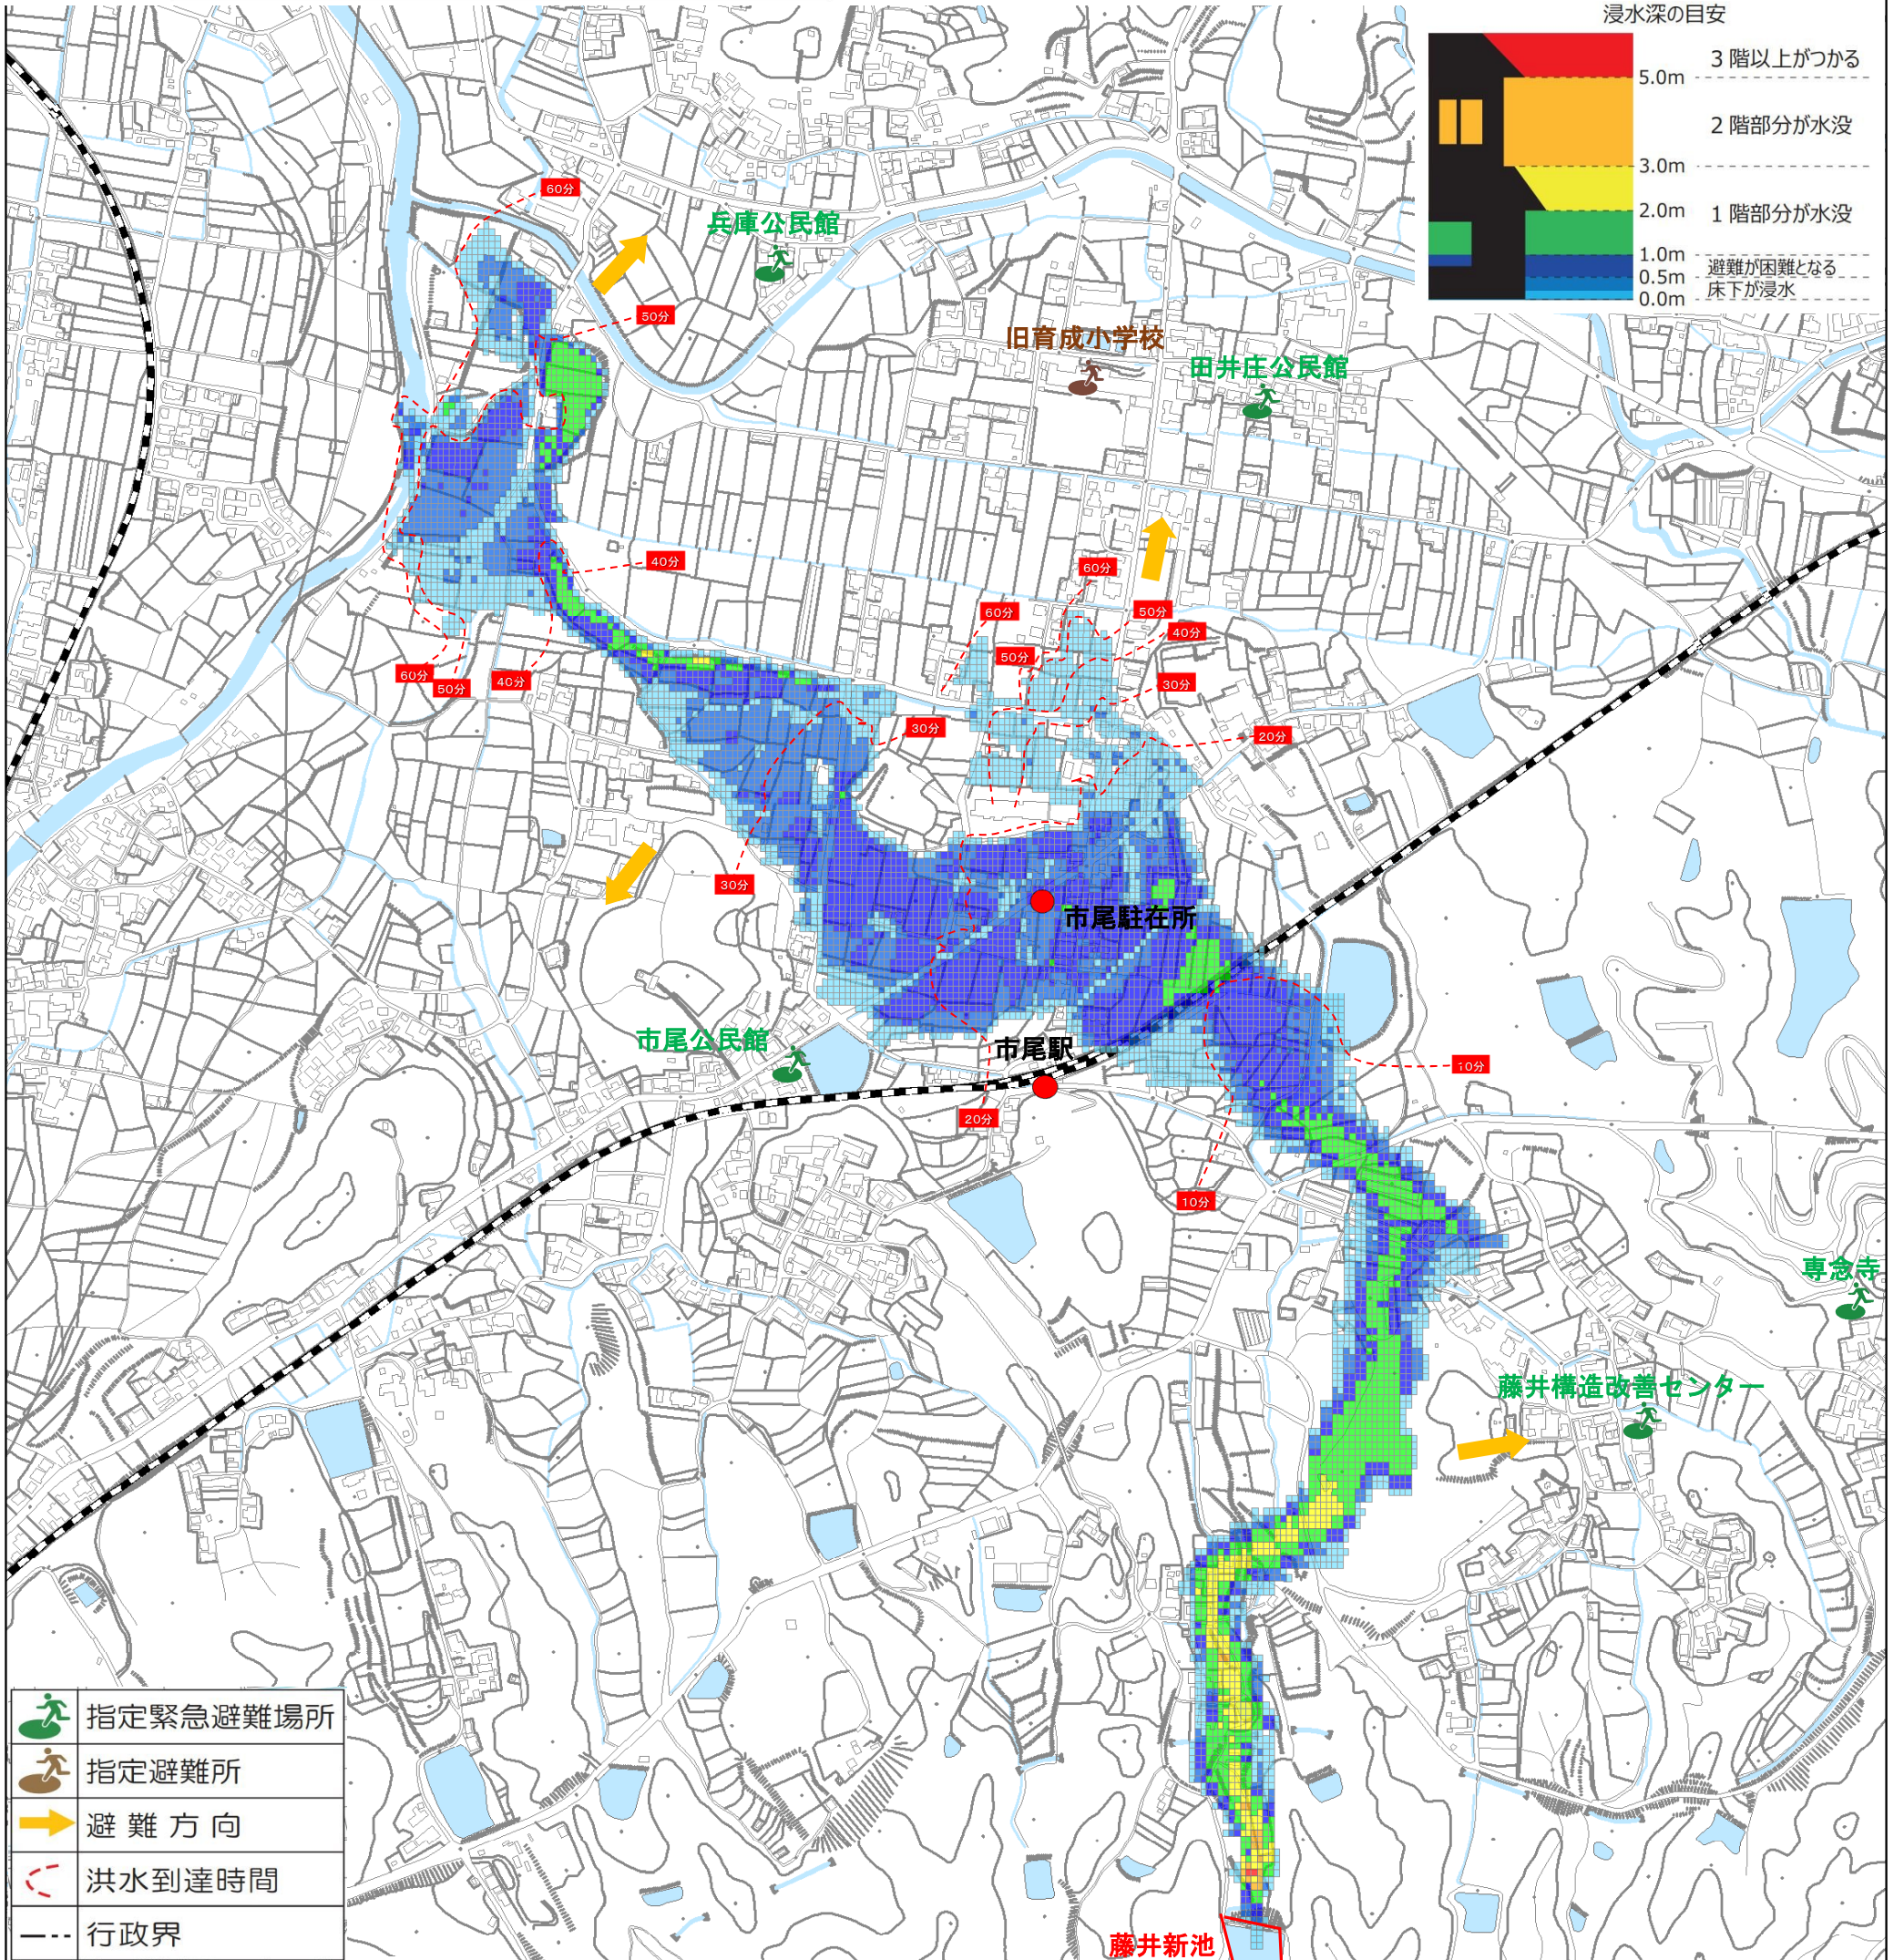 浸水深の目安
3階以上がつかる
5.0m
2階部分が水没
3.0m
2.0m
1階部分が水没
1.0m
避難が困難となる
0.5m
床下が浸水
0.0m
60分
兵庫公民館
50分
旧育成小学校
田井庄公民館
40分
60分
60分
50分
40分
50分
60分
50分
40分
30分
30分
20分
30分
市尾駐在所
市尾公民館
市尾駅
10分
20分
10分
専念寺
藤井構造改善センター
指定緊急避難場所
指定避難所
避難方向
洪水到達時間
行政界
藤井新池